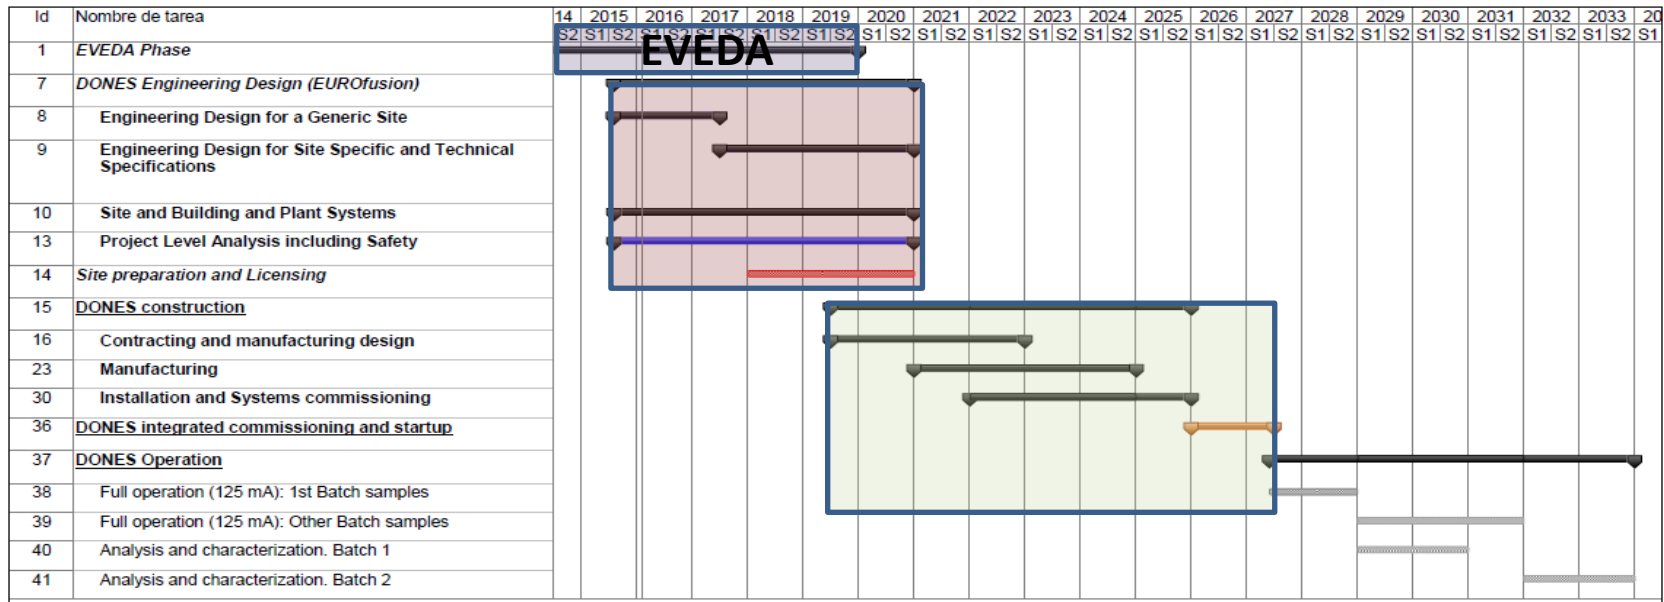 Id Nombre de tarea 14 2015 2016 2017 2018 2019 2020 2021 2022 2023 2024 2025 2026 2027 2028 2029 2030 2031 2032 2033 20
S2 S1 S2 S1 S2 S1 S2 S1 S2 S1 S2 S1 S2 S1 S2 S1 S2 S1 S2 S1 S2 S1 S2 S1 S2 S1 S2 S1 S2 S1 S2 S1 S2 S1 S2 S1 S2 S1 S2 S1
1 EVEDA Phase EVEDA
7 DONES Engineering Design (EUROfusion)
8 Engineering Design for a Generic Site
9 Engineering Design for Site Specific and Technical
Specifications
10 Site and Building and Plant Systems
13 Project Level Analysis including Safety
14 Site preparation and Licensing
15 DONES construction
16 Contracting and manufacturing design
23 Manufacturing
30 Installation and Systems commissioning
36 DONES integrated commissioning and startup
37 DONES Operation
38 Full operation (125 mA): 1st Batch samples
39 Full operation (125 mA): Other Batch samples
40 Analysis and characterization. Batch 1
41 Analysis and characterization. Batch 2